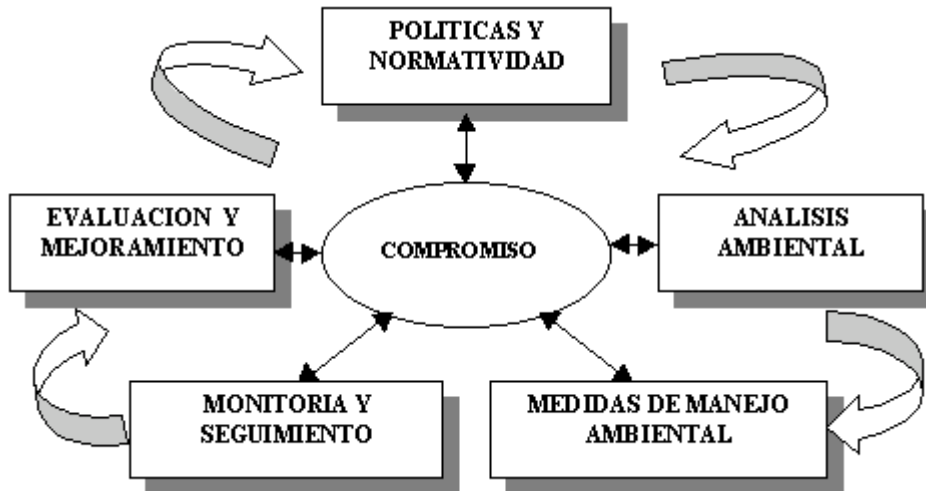 POLITICAS Y
NORMATIVIDAD
EVALUACION Y
MEJORAMIENTO
COMPROMISO
ANALISIS
AMBIENTAL
MONITORIA Y
SEGUIMIENTO
MEDIDAS DE MANEJO
AMBIENTAL